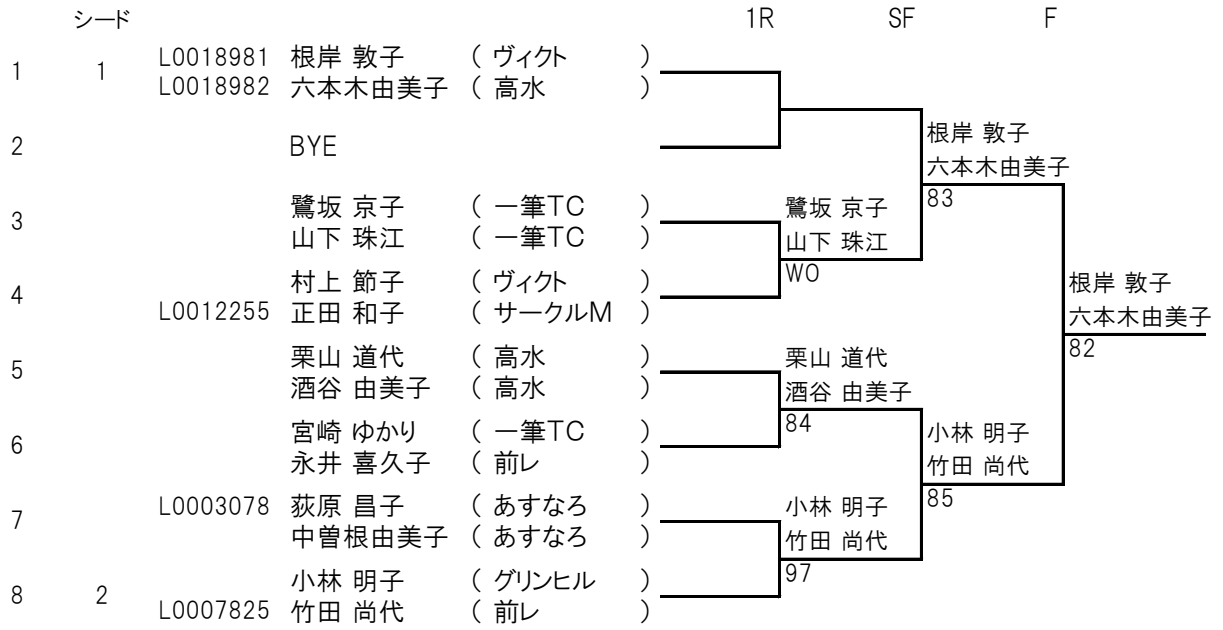 シード 1R SF F
1 1 L0018981 根岸 敦子 ( ヴィクト )
L0018982 六本木由美子 ( 高水 )
2 BYE
根岸 敦子
六本木由美子
83
3 鷺坂 京子 ( 一筆TC )
山下 珠江 ( 一筆TC )
鷺坂 京子
山下 珠江
WO
4 村上 節子 ( ヴィクト )
L0012255 正田 和子 ( サークルM )
根岸 敦子
六本木由美子
82
5 栗山 道代 ( 高水 )
酒谷 由美子 ( 高水 )
栗山 道代
酒谷 由美子
84
6 宮崎 ゆかり ( 一筆TC )
永井 喜久子 ( 前レ )
小林 明子
竹田 尚代
85
7 L0003078 荻原 昌子 ( あすなろ )
中曽根由美子 ( あすなろ )
小林 明子
竹田 尚代
97
8 2 小林 明子 ( グリンヒル )
L0007825 竹田 尚代 ( 前レ )